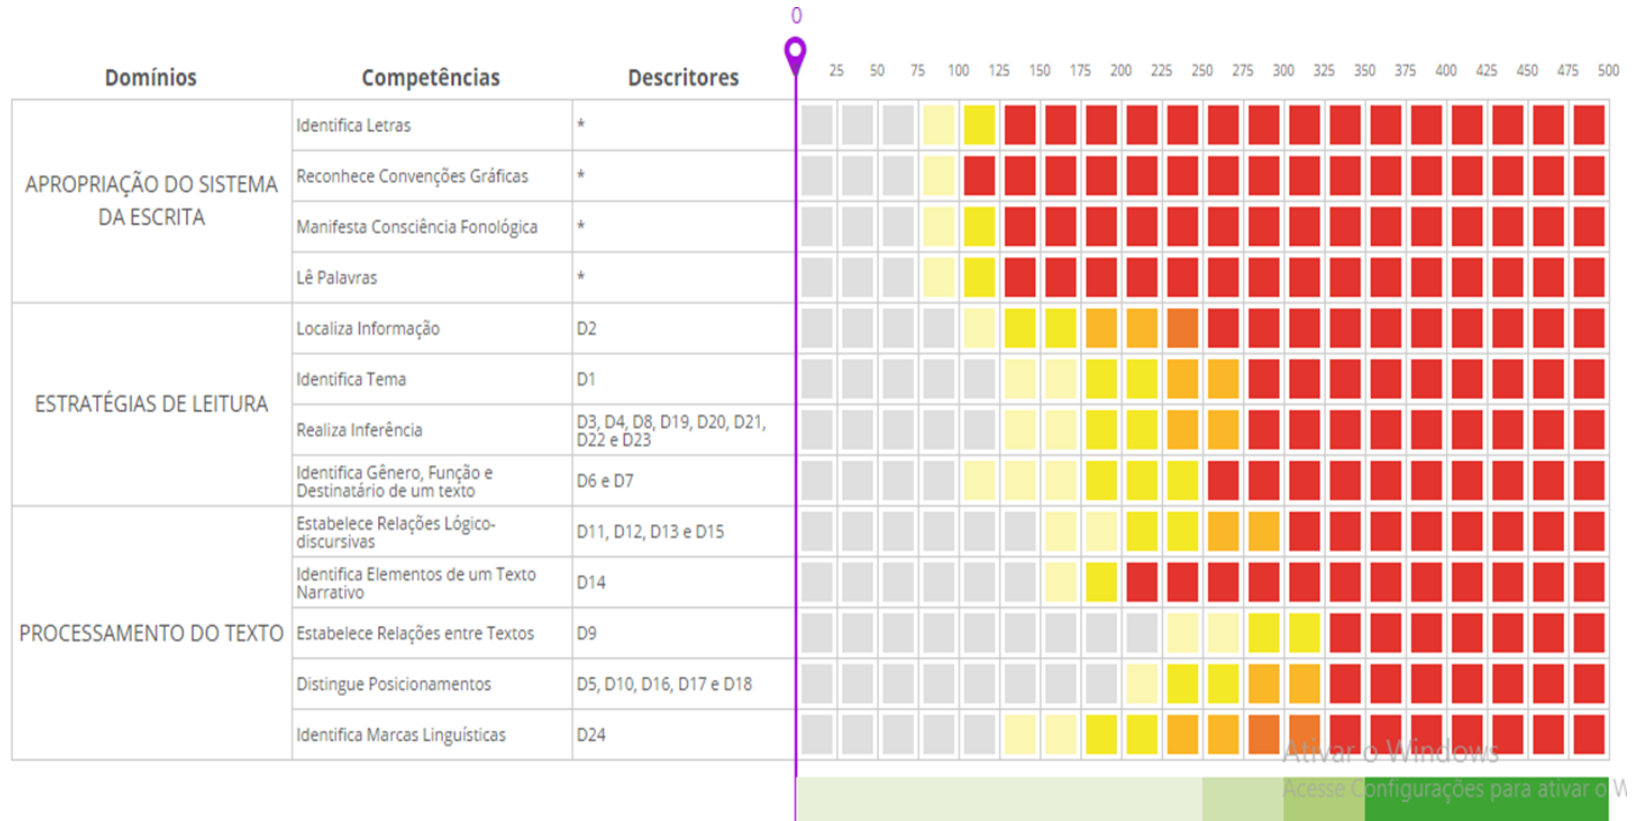 0
Domínios Competências Descritores 25 50 75 100 125 150 175 200 225 250 275 300 325 350 375 400 425 450 475 500
APROPRIAÇÃO DO SISTEMA
DA ESCRITA
Identifica Letras *
Reconhece Convenções Gráficas *
Manifesta Consciência Fonológica *
Lê Palavras *
ESTRATÉGIAS DE LEITURA
Localiza Informação D2
Identifica Tema D1
Realiza Inferência D3, D4, D8, D19, D20, D21,
D22 e D23
Identifica Gênero, Função e
Destinatário de um texto D6 e D7
PROCESSAMENTO DO TEXTO
Estabelece Relações Lógico-
discursivas D11, D12, D13 e D15
Identifica Elementos de um Texto
Narrativo D14
Estabelece Relações entre Textos D9
Distingue Posicionamentos D5, D10, D16, D17 e D18
Identifica Marcas Linguísticas D24
Ativar o Windows
Acesse Configurações para ativar o W